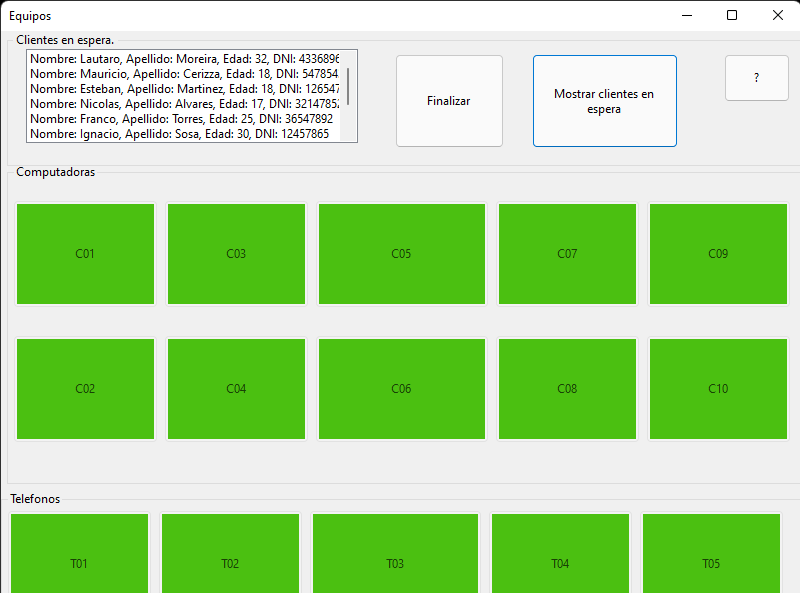 Equipos
Clientes en espera.
Nombre: Lautaro, Apellido: Moreira, Edad: 32, DNI: 4336896
Nombre: Mauricio, Apellido: Cerizza, Edad: 18, DNI: 547854
Nombre: Esteban, Apellido: Martinez, Edad: 18, DNI: 126547
Nombre: Nicolas, Apellido: Alvares, Edad: 17, DNI: 32147852
Nombre: Franco, Apellido: Torres, Edad: 25, DNI: 36547892
Nombre: Ignacio, Apellido: Sosa, Edad: 30, DNI: 12457865
Finalizar
Mostrar clientes en
espera
?
Computadoras
C01 C03 C05 C07 C09
C02 C04 C06 C08 C10
Telefonos
T01 T02 T03 T04 T05